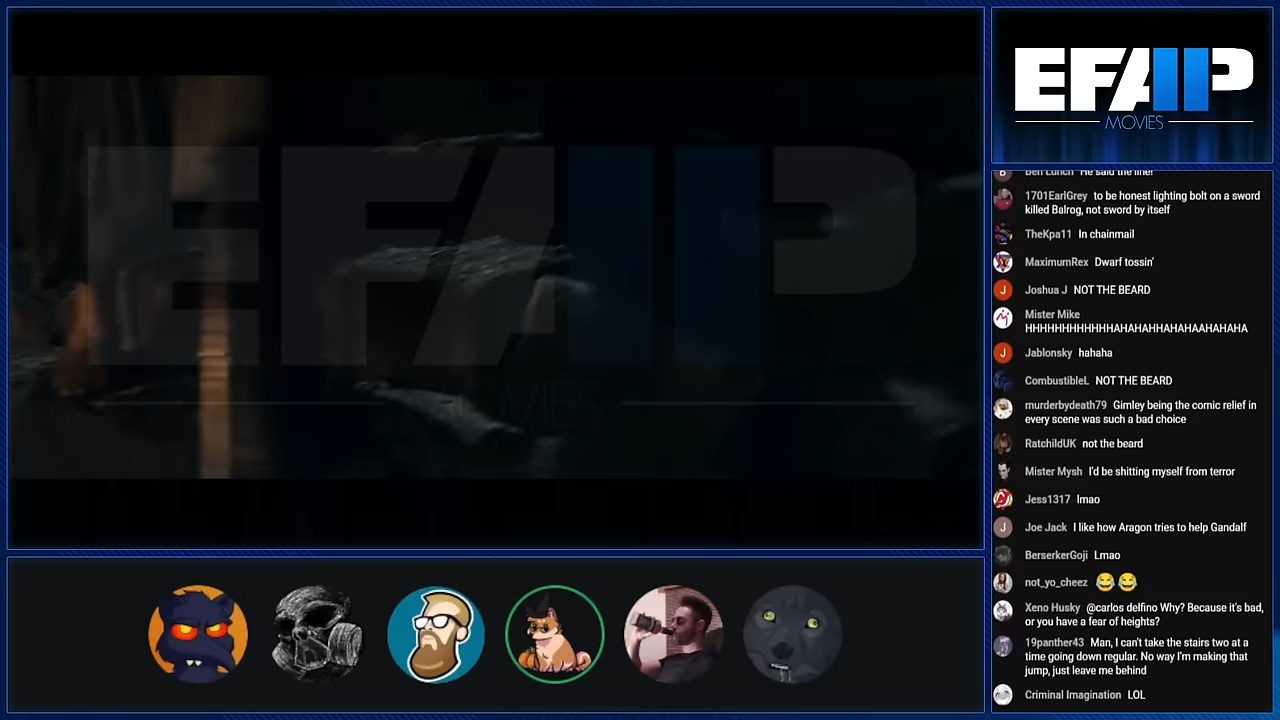 EFAP
MOVIES
EFAP
MOVIES
Ben Lunch He said the line!
1701EarlGrey to be honest lighting bolt on a sword
killed Balrog, not sword by itself
TheKpa11 In chainmail
MaximumRex Dwarf tossin'
J
Joshua J NOT THE BEARD
Mister Mike
HHHHHHHHHHHHAHAHAHHAHAHAAHAHAHA
J
Jablonsky hahaha
CombustibleL NOT THE BEARD
murderbydeath79 Gimley being the comic relief in
every scene was such a bad choice
RatchildUK not the beard
Mister Mysh I'd be shitting myself from terror
Jess1317 lmao
J
Joe Jack I like how Aragon tries to help Gandalf
BerserkerGoji Lmao
not_yo_cheez 😂😂
Xeno Husky @carlos delfino Why? Because it's bad,
or you have a fear of heights?
19panther43 Man, I can't take the stairs two at a
time going down regular. No way I'm making that
jump, just leave me behind
Criminal Imagination LOL